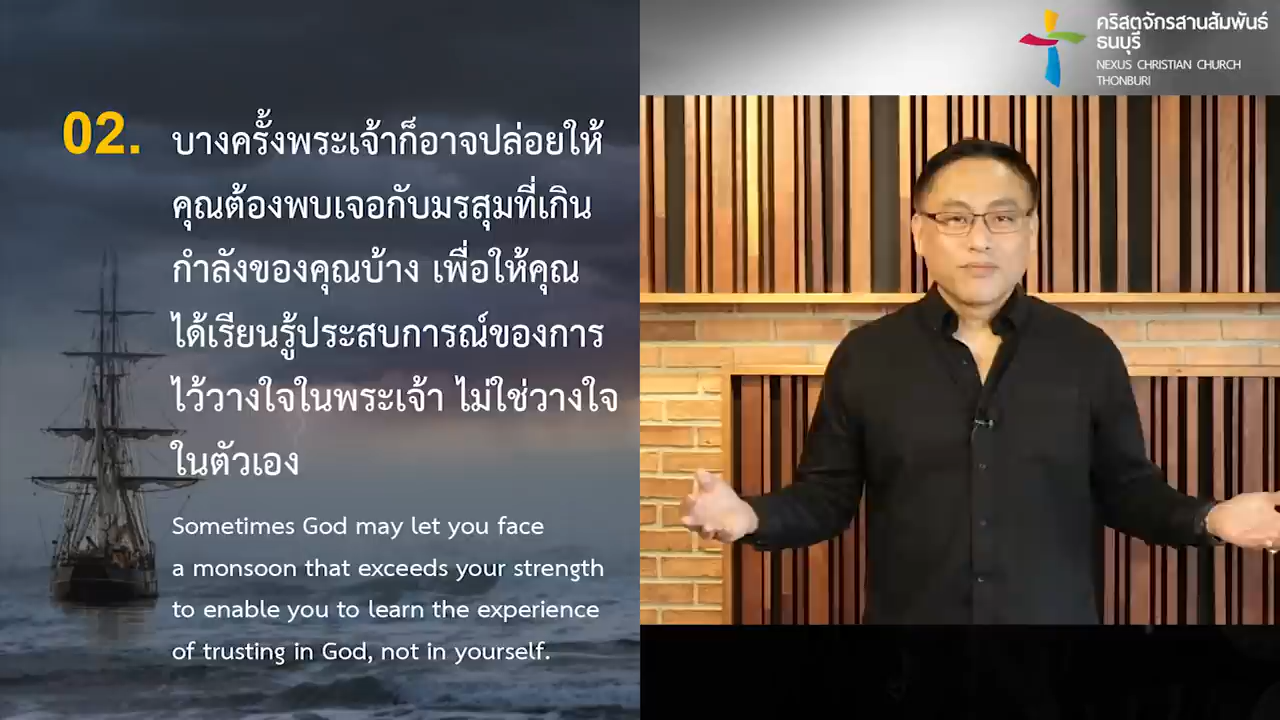 02.
บางครั้งพระเจ้าก็อาจปล่อยให้
คุณต้องพบเจอกับมรสุมที่เกิน
กำลังของคุณบ้าง เพื่อให้คุณ
ได้เรียนรู้ประสบการณ์ของการ
ไว้วางใจในพระเจ้า ไม่ใช่วางใจ
ในตัวเอง
Sometimes God may let you face
a monsoon that exceeds your strength
to enable you to learn the experience
of trusting in God, not in yourself.
คริสตจักรสานสัมพันธ์
ธนบุรี
NEXUS CHRISTIAN CHURCH
THONBURI